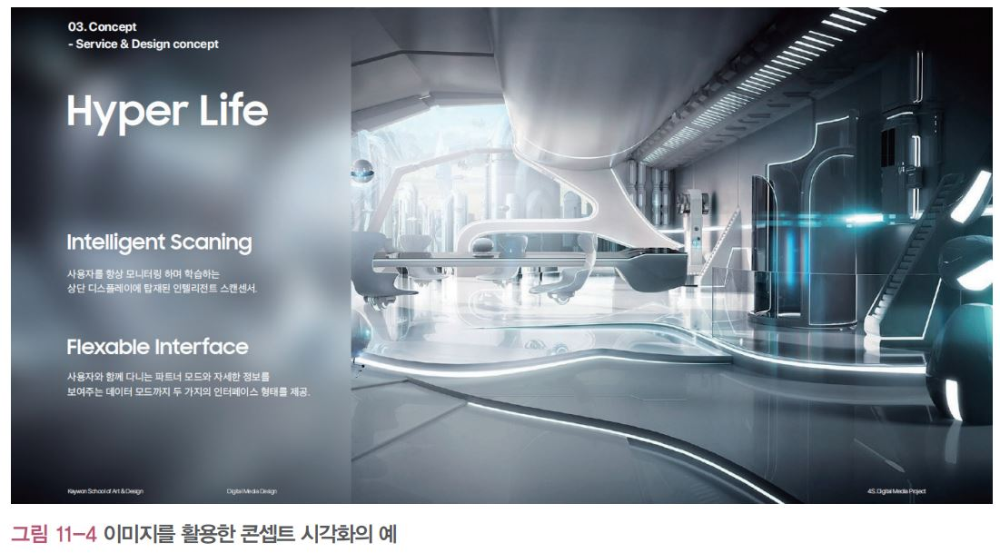 03. Concept
- Service & Design concept
Hyper Life
Intelligent Scaning
사용자를 항상 모니터링 하며 학습하는
상단 디스플레이에 탑재된 인텔리전트 스캔센서.
Flexable Interface
사용자와 함께 다니는 파트너 모드와 자세한 정보를
보여주는 데이터 모드까지 두 가지의 인터페이스 형태를 제공.
Kaywon School of Art & Design
Digital Media Design
4S. Digital Media Project
그림 11-4 이미지를 활용한 콘셉트 시각화의 예